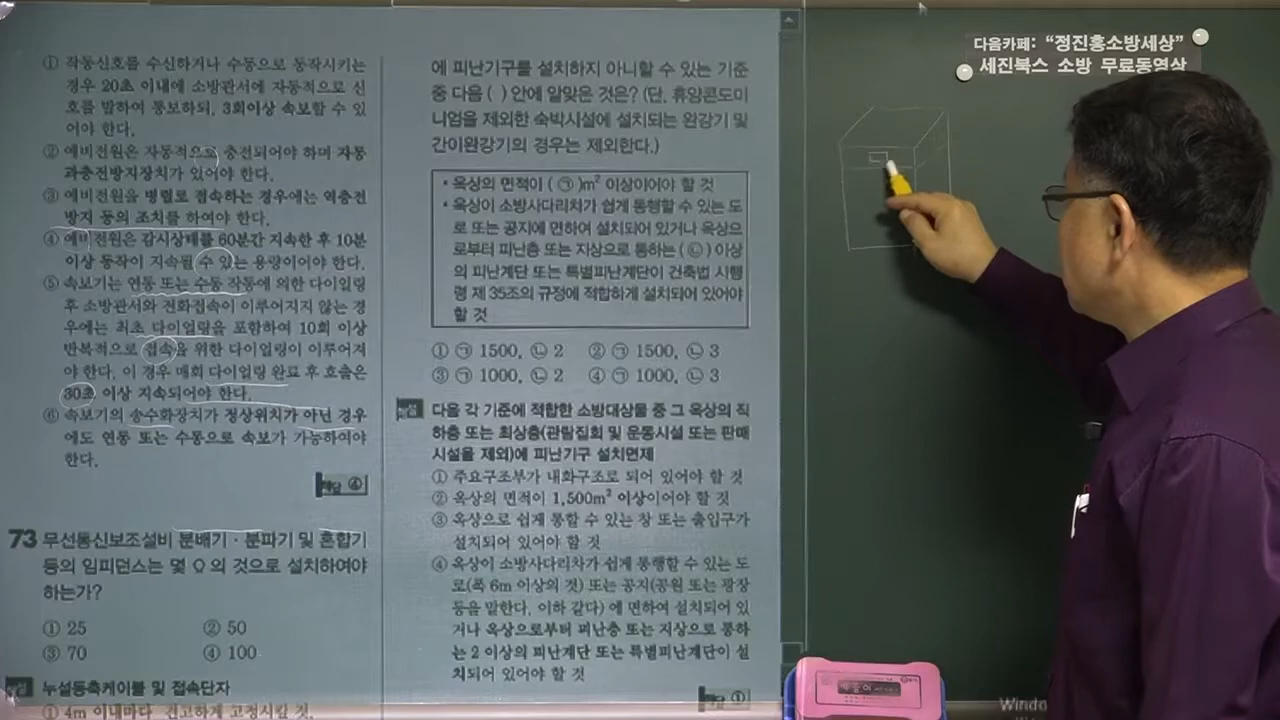 ① 작동신호를 수신하거나 수동으로 동작시키는
경우 20초 이내에 소방관서에 자동적으로 신
호를 발하여 통보하되, 3회이상 속보할 수 있
어야 한다.
② 예비전원은 자동적으로 충전되어야 하며 자동
과충전방지장치가 있어야 한다.
③ 예비전원을 병렬로 접속하는 경우에는 역충전
방지 등의 조치를 하여야 한다.
④ 예비전원은 감시상태를 60분간 지속한 후 10분
이상 동작이 지속될 수 있는 용량이어야 한다.
⑤ 속보기는 연동 또는 수동 작동에 의한 다이얼링
후 소방관서와 전화접속이 이루어지지 않는 경
우에는 최초 다이얼링을 포함하여 10회 이상
반복적으로 접속을 위한 다이얼링이 이루어져
야 한다. 이 경우 매회 다이얼링 완료 후 호출은
30초 이상 지속되어야 한다.
⑥ 속보기의 송수화장치가 정상위치가 아닌 경우
에도 연동 또는 수동으로 속보가 가능하여야
한다.
해답 ④
73 무선통신보조설비 분배기·분파기 및 혼합기
등의 임피던스는 몇 Ω의 것으로 설치하여야
하는가?
① 25 ② 50
③ 70 ④ 100
해설 누설동축케이블 및 접속단자
① 4m 이내마다 견고하게 고정시킬 것.
에 피난기구를 설치하지 아니할 수 있는 기준
중 다음 ( ) 안에 알맞은 것은? (단, 휴양콘도미
니엄을 제외한 숙박시설에 설치되는 완강기 및
간이완강기의 경우는 제외한다.)
• 옥상의 면적이 ( ㉠ )m² 이상이어야 할 것
• 옥상이 소방사다리차가 쉽게 통행할 수 있는 도
로 또는 공지에 면하여 설치되어 있거나 옥상으
로부터 피난층 또는 지상으로 통하는 ( ㉡ ) 이상
의 피난계단 또는 특별피난계단이 건축법 시행
령 제 35조의 규정에 적합하게 설치되어 있어야
할 것
① ㉠ 1500, ㉡ 2 ② ㉠ 1500, ㉡ 3
③ ㉠ 1000, ㉡ 2 ④ ㉠ 1000, ㉡ 3
해설 다음 각 기준에 적합한 소방대상물 중 그 옥상의 직
하층 또는 최상층(관람집회 및 운동시설 또는 판매
시설을 제외)에 피난기구 설치면제
① 주요구조부가 내화구조로 되어 있어야 할 것
② 옥상의 면적이 1,500m² 이상이어야 할 것
③ 옥상으로 쉽게 통할 수 있는 창 또는 출입구가
설치되어 있어야 할 것
④ 옥상이 소방사다리차가 쉽게 통행할 수 있는 도
로(폭 6m 이상의 것) 또는 공지(공원 또는 광장
등을 말한다. 이하 같다) 에 면하여 설치되어 있
거나 옥상으로부터 피난층 또는 지상으로 통하
는 2 이상의 피난계단 또는 특별피난계단이 설
치되어 있어야 할 것
해답 ①
다음카페: “정진홍소방세상”
세진북스 소방 무료동영상
Windo